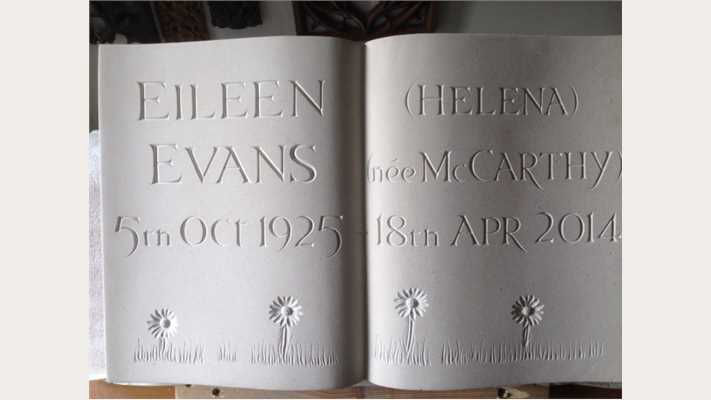 EILEEN
EVANS
5th Oct 1925
(HELENA)
(née McCARTHY)
18th APR 2014